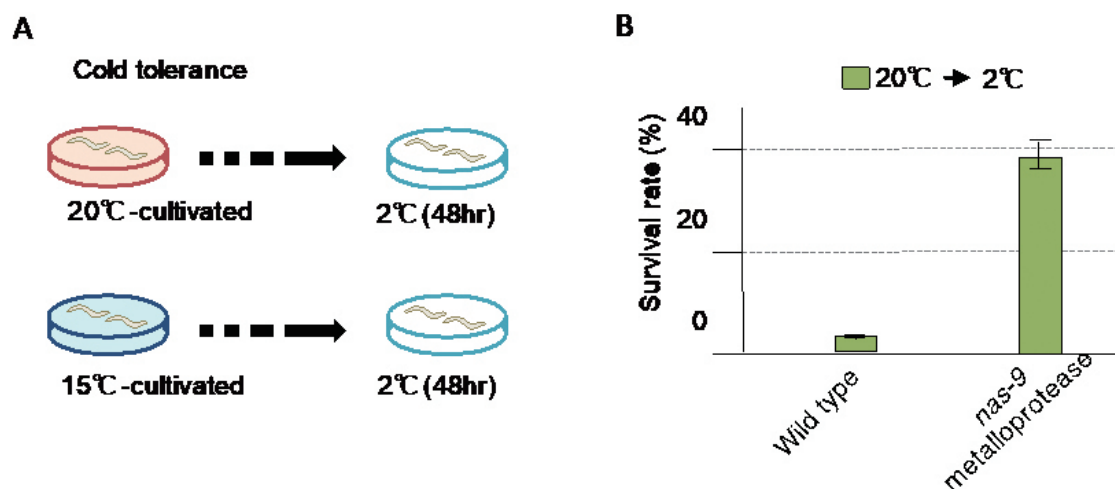 A
Cold tolerance
20℃-cultivated
2℃ (48hr)
15℃-cultivated
2℃ (48hr)
B
20℃ → 2℃
Survival rate (%)
40
20
0
Wild type
nas-9
metalloprotease